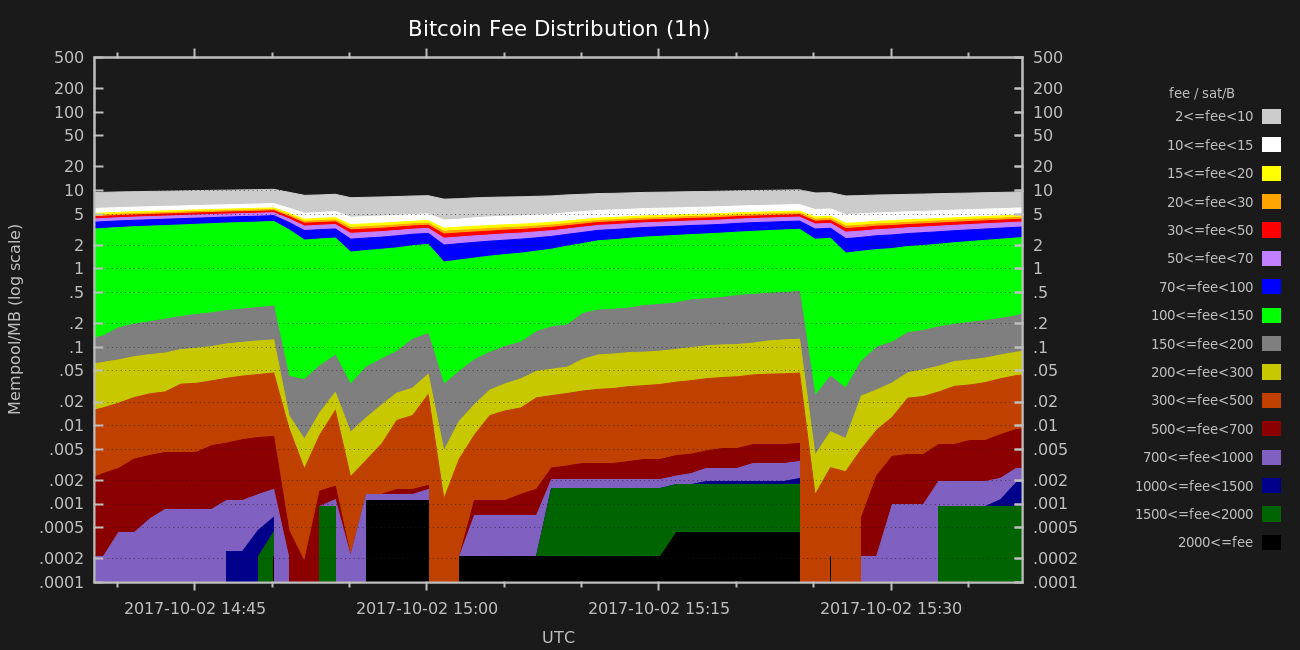 Bitcoin Fee Distribution (1h)
500
200
100
50
20
10
5
2
1
.5
.2
.1
.05
.02
.01
.005
.002
.001
.0005
.0002
.0001
Mempool/MB (log scale)
500
200
100
50
20
10
5
2
1
.5
.2
.1
.05
.02
.01
.005
.002
.001
.0005
.0002
.0001
2017-10-02 14:45
2017-10-02 15:00
2017-10-02 15:15
2017-10-02 15:30
UTC
fee / sat/B
2<=fee<10
10<=fee<15
15<=fee<20
20<=fee<30
30<=fee<50
50<=fee<70
70<=fee<100
100<=fee<150
150<=fee<200
200<=fee<300
300<=fee<500
500<=fee<700
700<=fee<1000
1000<=fee<1500
1500<=fee<2000
2000<=fee